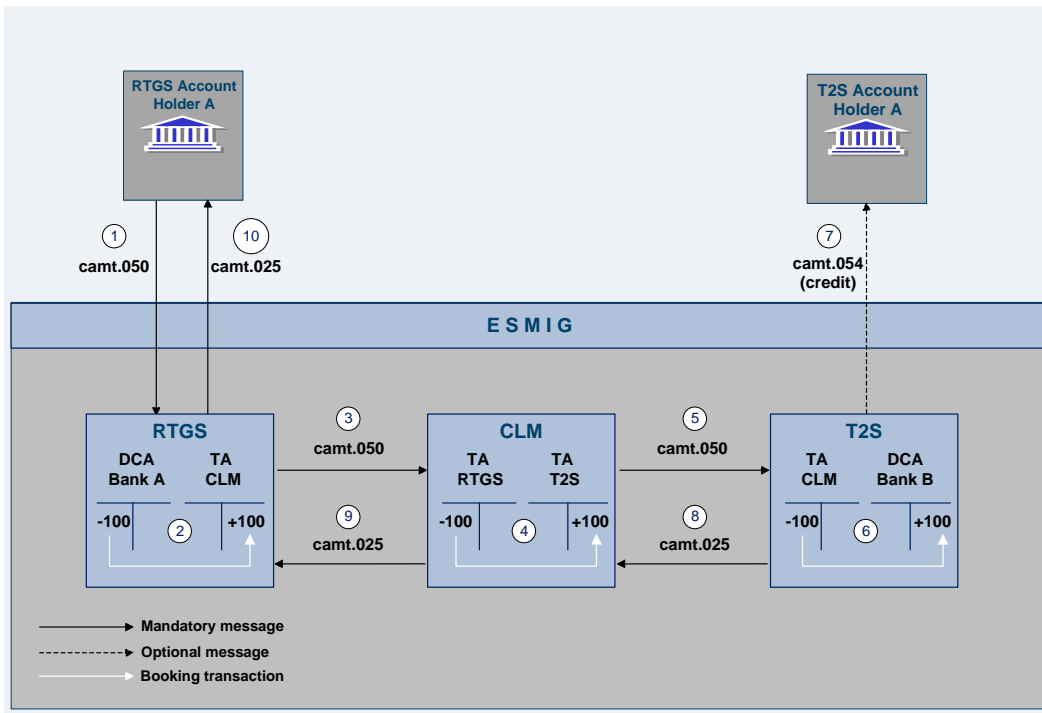 RTGS Account
Holder A
T2S Account
Holder A
1
camt.050
10
camt.025
7
camt.054
(credit)
E S M I G
RTGS
DCA
Bank A
TA
CLM
-100
2
+100
3
camt.050
9
camt.025
CLM
TA
RTGS
TA
T2S
-100
4
+100
5
camt.050
8
camt.025
T2S
TA
CLM
DCA
Bank B
-100
6
+100
Mandatory message
Optional message
Booking transaction